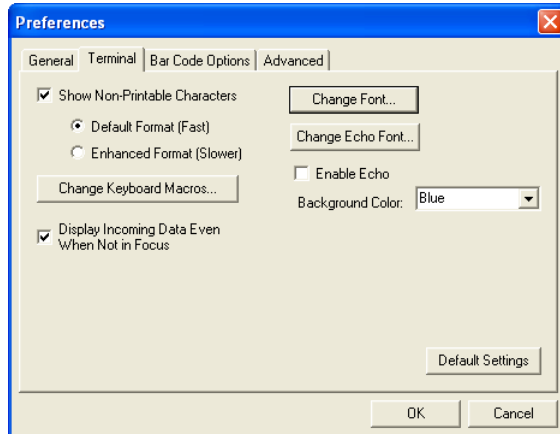 Preferences
General
Terminal
Bar Code Options
Advanced
Show Non-Printable Characters
Default Format (Fast)
Enhanced Format (Slower)
Change Keyboard Macros...
Display Incoming Data Even
When Not in Focus
Change Font...
Change Echo Font...
Enable Echo
Background Color: Blue
Default Settings
OK
Cancel